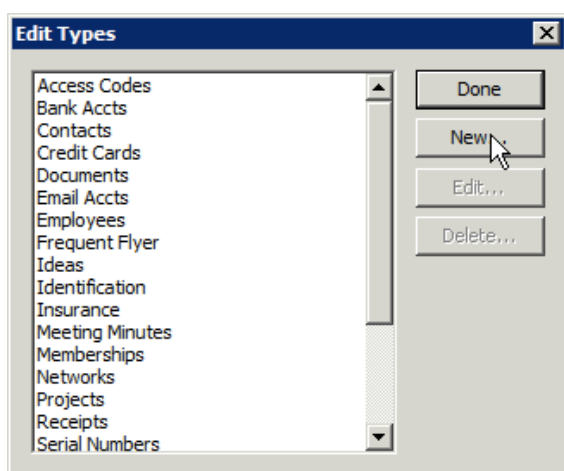 Edit Types
Access Codes
Bank Accts
Contacts
Credit Cards
Documents
Email Accts
Employees
Frequent Flyer
Ideas
Identification
Insurance
Meeting Minutes
Memberships
Networks
Projects
Receipts
Serial Numbers
Done
New...
Edit...
Delete...